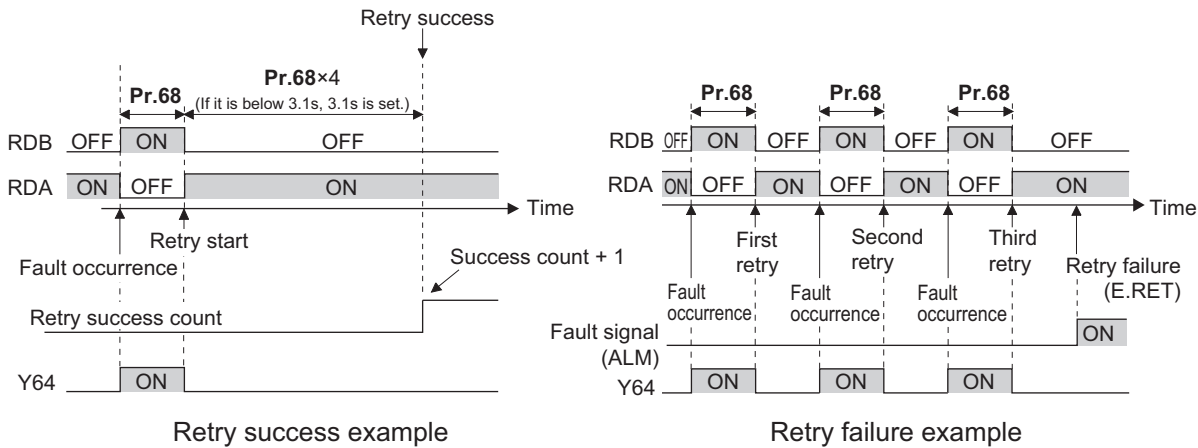 Retry success
Pr.68
Pr.68×4
(If it is below 3.1s, 3.1s is set.)
RDB OFF ON OFF
RDA ON OFF ON
Time
Retry start
Fault occurrence
Success count + 1
Retry success count
Y64 ON
Retry success example
Pr.68 Pr.68 Pr.68
RDB OFF ON OFF ON OFF ON OFF
RDA ON OFF ON OFF ON OFF ON
Time
First
retry
Second
retry
Third
retry
Retry failure
(E.RET)
Fault
occurrence
Fault
occurrence
Fault
occurrence
Fault signal
(ALM)
ON
Y64 ON ON ON
Retry failure example